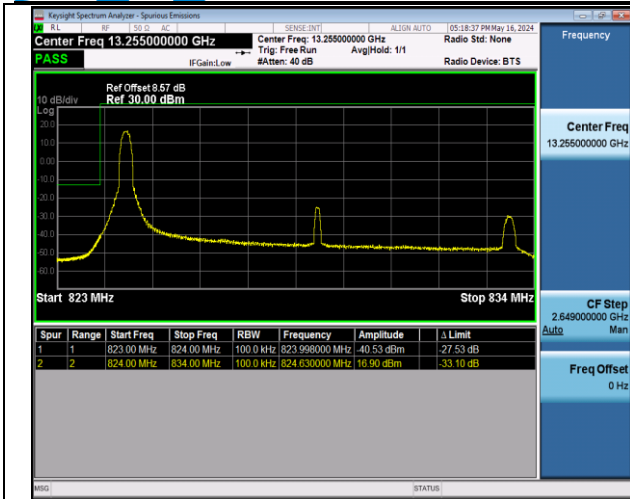 Keysight Spectrum Analyzer - Spurious Emissions
RL RF 50 Ω AC SENSE:INT ALIGN AUTO 05:18:37 PM May 16, 2024
Center Freq 13.255000000 GHz Center Freq: 13.255000000 GHz Radio Std: None Frequency
Trig: Free Run Avg|Hold: 1/1
PASS IFGain:Low #Atten: 40 dB Radio Device: BTS
Ref Offset 8.57 dB
10 dB/div Ref 30.00 dBm
Log
20.0
10.0
0.00
-10.0
-20.0
-30.0
-40.0
-50.0
-60.0
Start 823 MHz Stop 834 MHz
Center Freq
13.255000000 GHz
CF Step
2.649000000 GHz
Auto Man
Freq Offset
0 Hz
Spur Range Start Freq Stop Freq RBW Frequency Amplitude Δ Limit
1 1 823.00 MHz 824.00 MHz 100.0 kHz 823.998000 MHz -40.53 dBm -27.53 dB
2 2 824.00 MHz 834.00 MHz 100.0 kHz 824.630000 MHz 16.90 dBm -33.10 dB
MSG STATUS